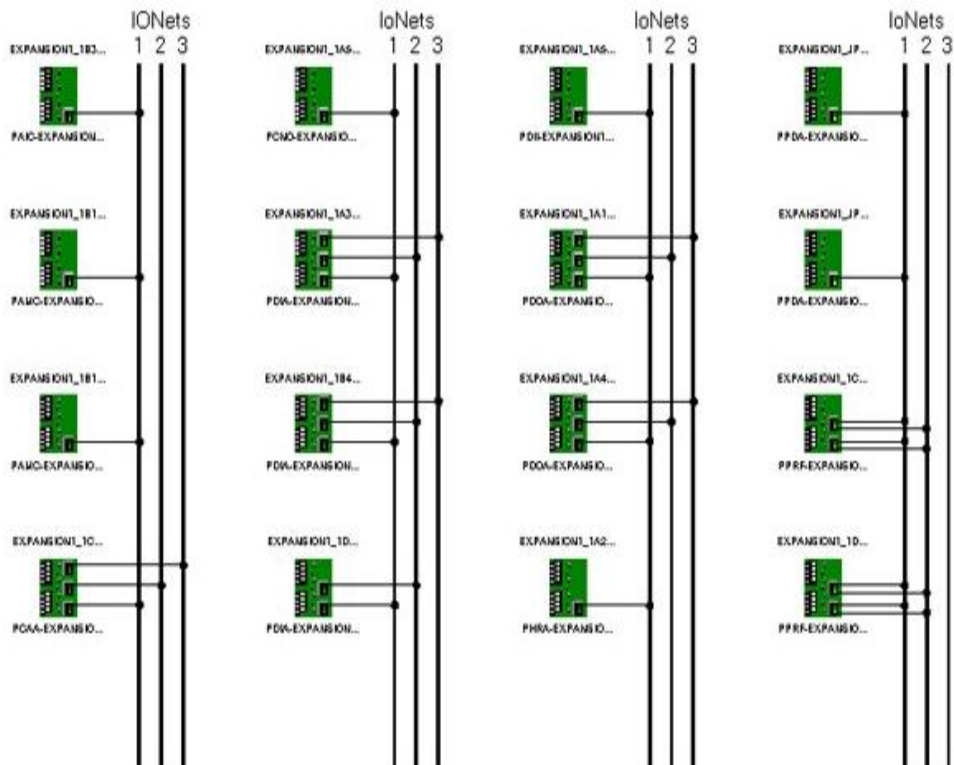 IONets
1 2 3
EXPANSION1_1B3...
PAIC-EXPANSION...
EXPANSION1_1B1...
PAMC-EXPANSIO...
EXPANSION1_1B1...
PAMC-EXPANSIO...
EXPANSION1_1C...
PCAA-EXPANSIO...
IoNets
1 2 3
EXPANSION1_1A5...
PCNO-EXPANSIO...
EXPANSION1_1A3...
PDIA-EXPANSION...
EXPANSION1_1B4...
PDIA-EXPANSION...
EXPANSION1_1D...
PDIA-EXPANSION...
IoNets
1 2 3
EXPANSION1_1A5...
PDII-EXPANSION1...
EXPANSION1_1A1...
PDOA-EXPANSIO...
EXPANSION1_1A4...
PDOA-EXPANSIO...
EXPANSION1_1A2...
PHRA-EXPANSIO...
IoNets
1 2 3
EXPANSION1_JP...
PPDA-EXPANSIO...
EXPANSION1_JP...
PPDA-EXPANSIO...
EXPANSION1_1C...
PPRF-EXPANSIO...
EXPANSION1_1D...
PPRF-EXPANSIO...